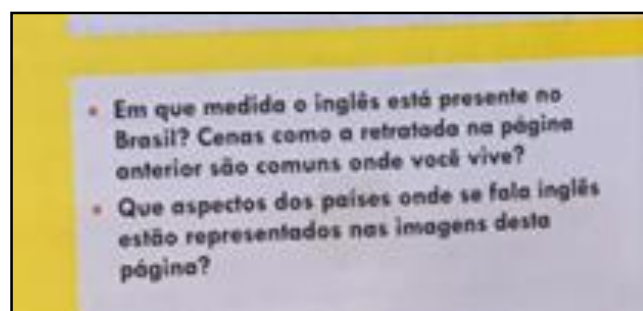 • Em que medida o inglês está presente no
Brasil? Cenas como a retratada na página
anterior são comuns onde você vive?
• Que aspectos dos países onde se fala inglês
estão representados nas imagens desta
página?